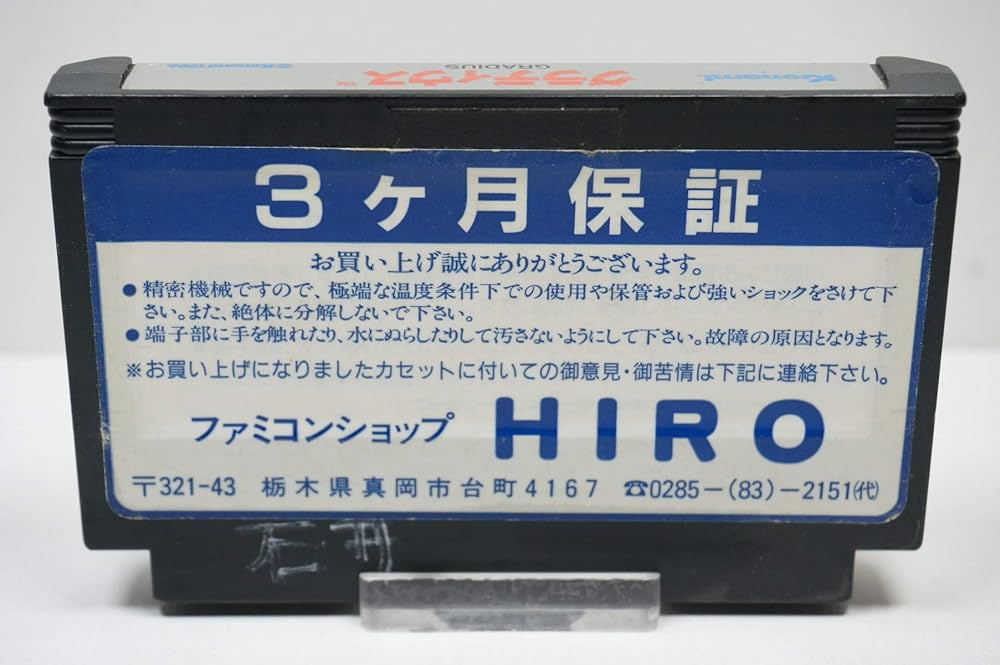 Konami
グラディウス™
GRADIUS
©Konami 1986
3ヶ月保証
お買い上げ誠にありがとうございます。
●精密機械ですので、極端な温度条件下での使用や保管および強いショックをさけて下
さい。また、絶体に分解しないで下さい。
●端子部に手を触れたり、水にぬらしたりして汚さないようにして下さい。故障の原因となります。
※お買い上げになりましたカセットに付いての御意見・御苦情は下記に連絡下さい。
ファミコンショップ HIRO
〒321-43 栃木県真岡市台町4167 ☎0285-(83)-2151㈹